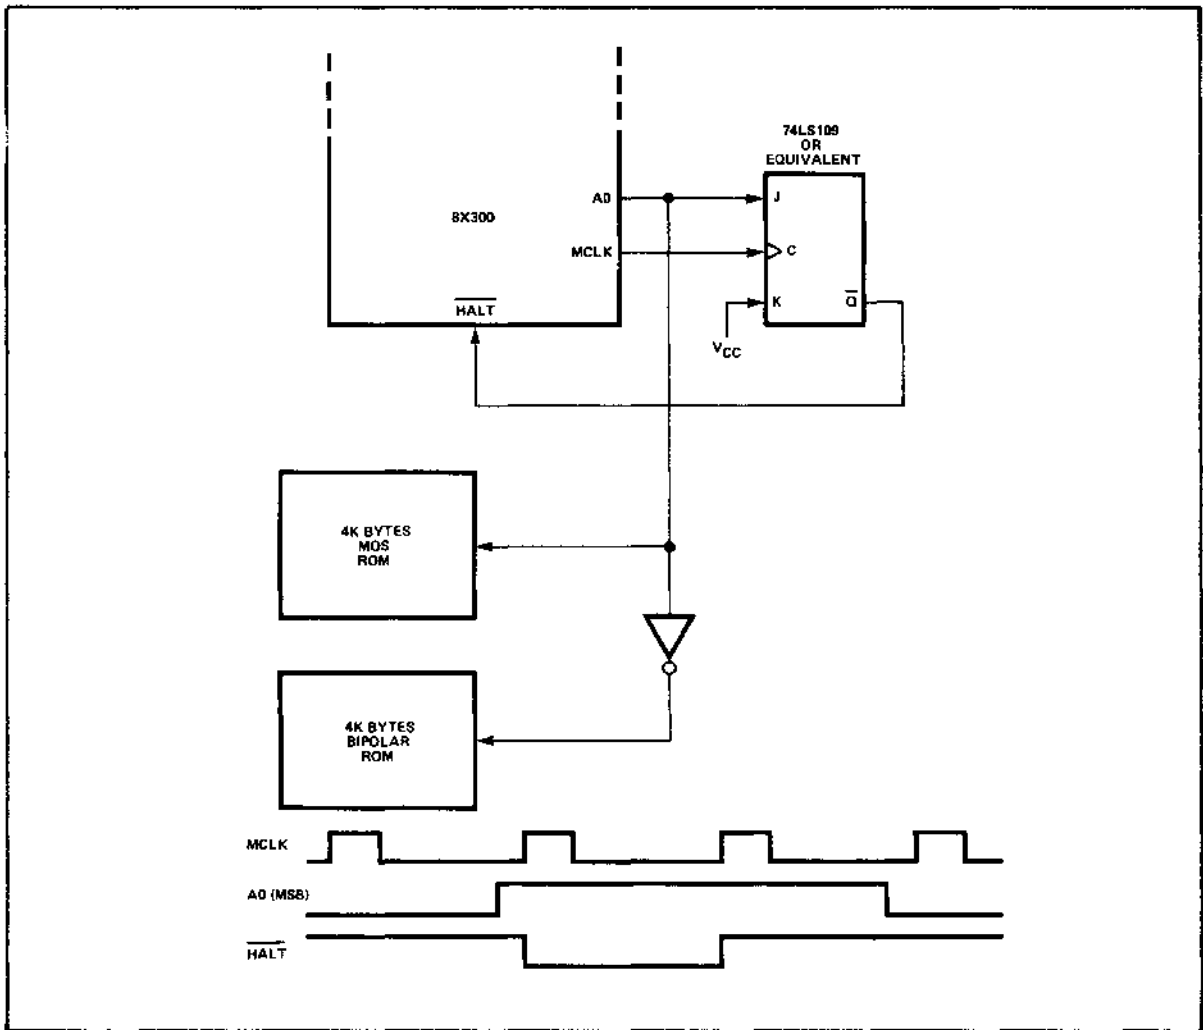 74LS109
OR
EQUIVALENT
A0
J
8X300
MCLK
C
HALT
K
Q
VCC
4K BYTES
MOS
ROM
4K BYTES
BIPOLAR
ROM
MCLK
A0 (MSB)
HALT